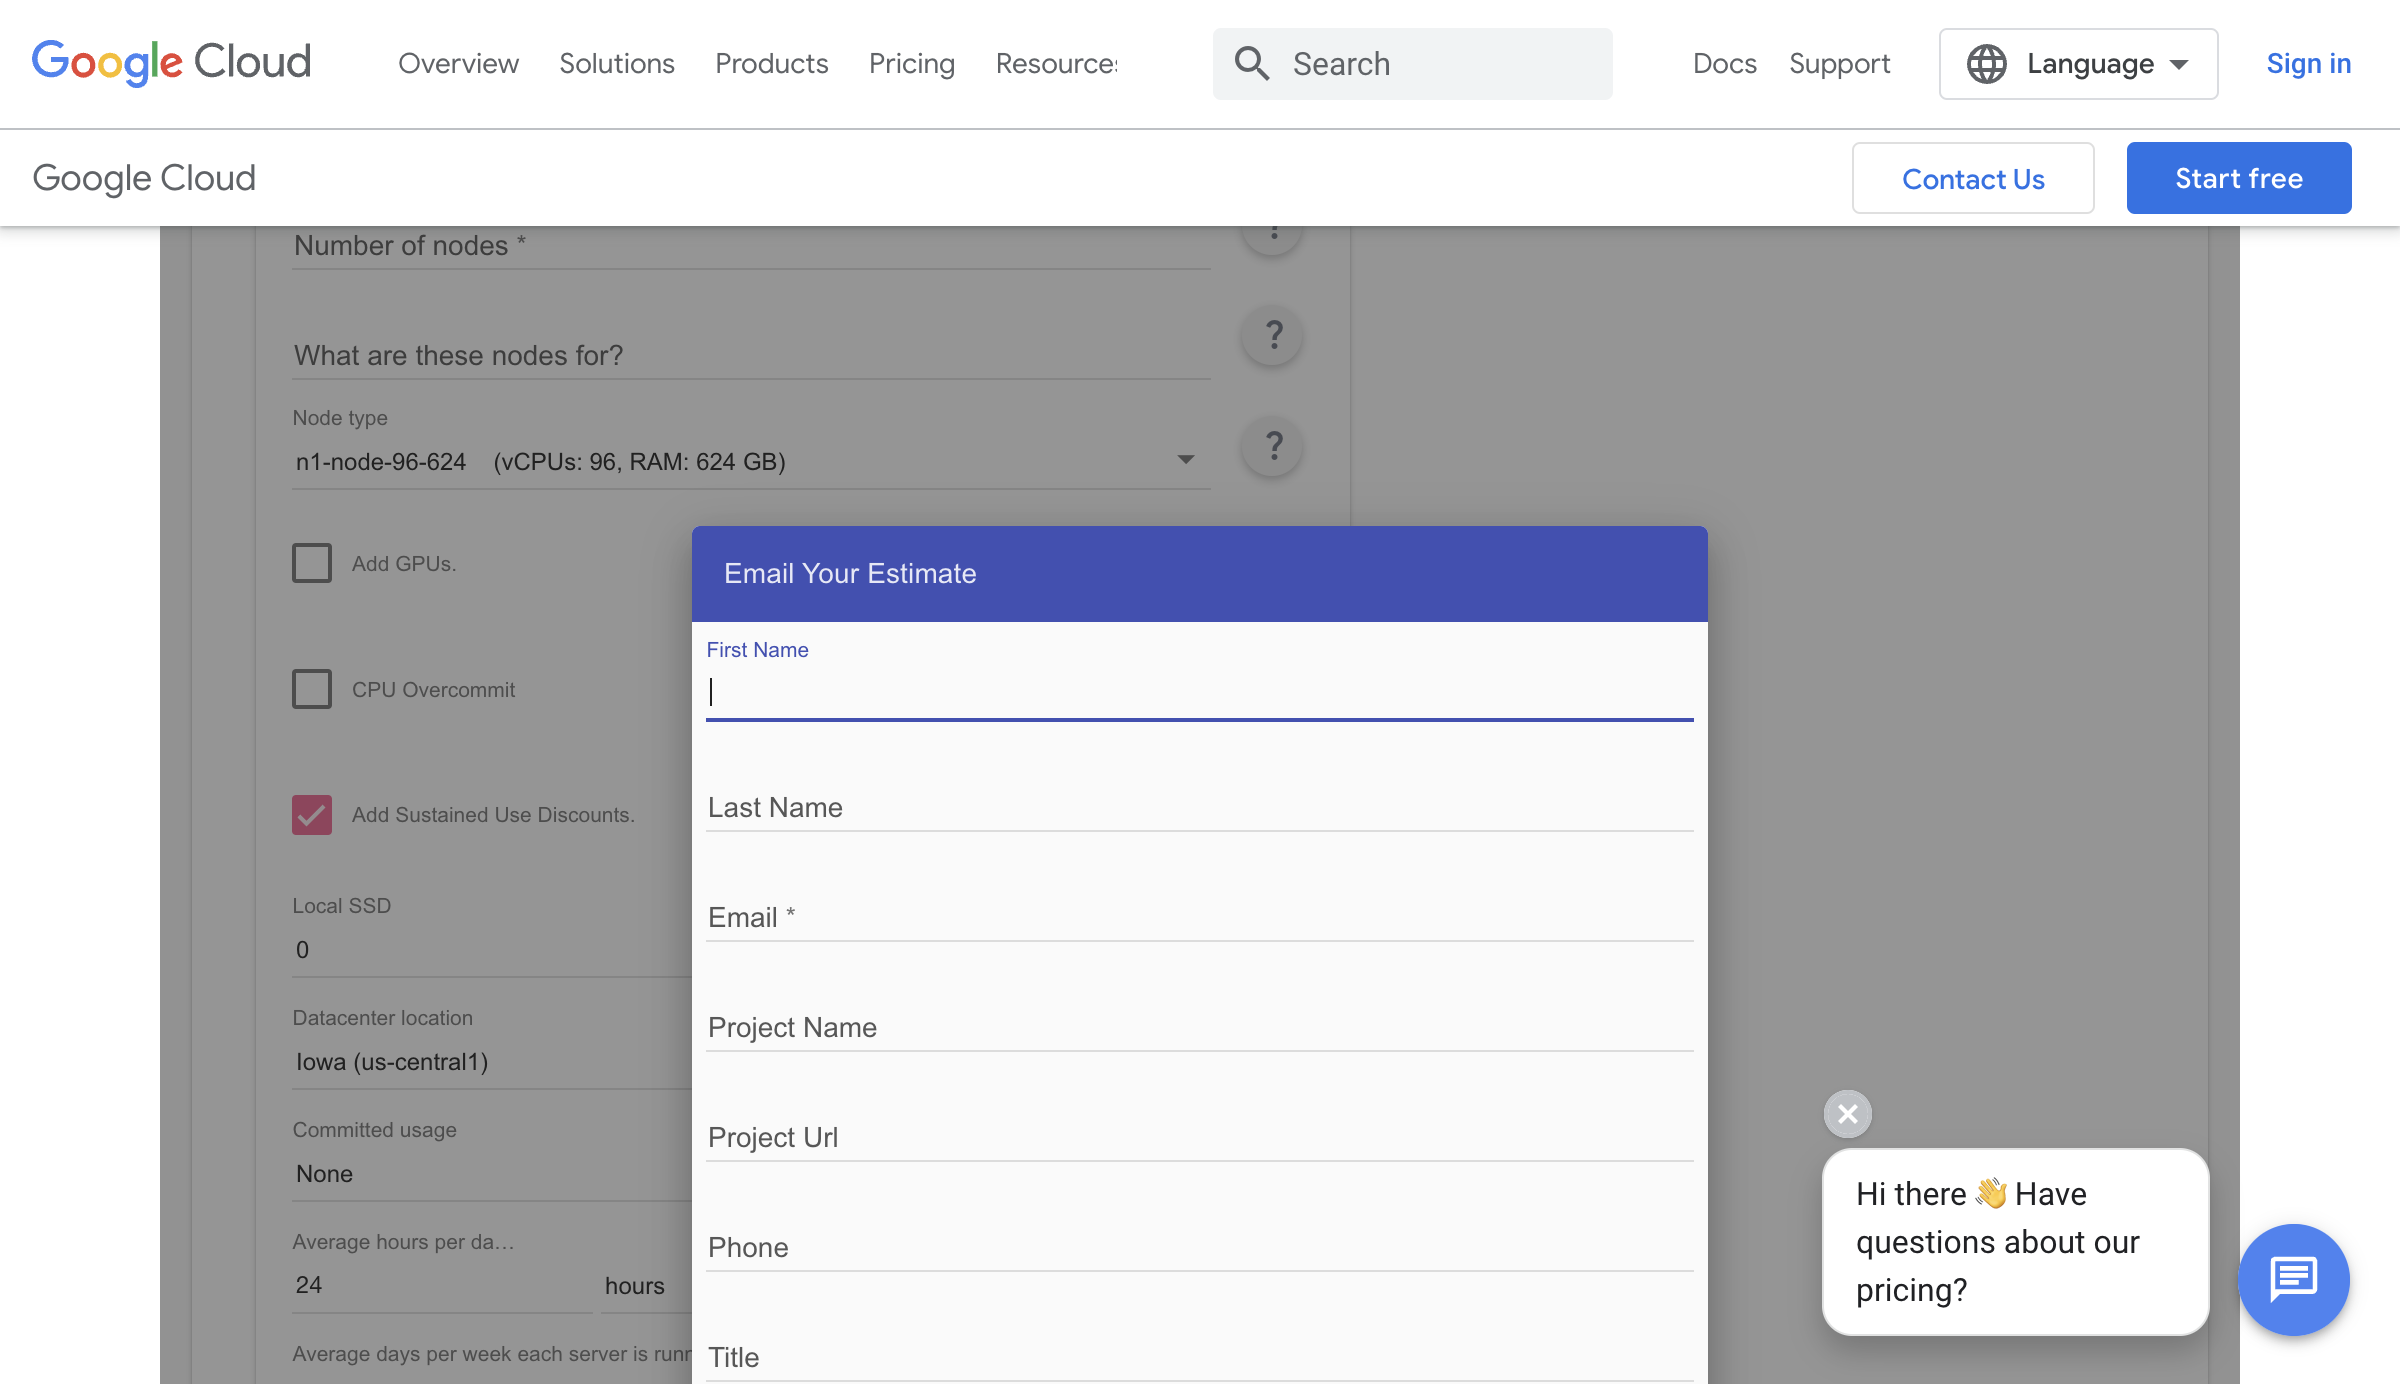 Google Cloud
Overview Solutions Products Pricing Resources
Search
Docs Support Language Sign in
Google Cloud
Contact Us Start free
Number of nodes *
What are these nodes for?
?
Node type
n1-node-96-624 (vCPUs: 96, RAM: 624 GB)
?
Add GPUs.
CPU Overcommit
Add Sustained Use Discounts.
Local SSD
0
Datacenter location
Iowa (us-central1)
Committed usage
None
Average hours per da…
24 hours
Average days per week each server is runn
Email Your Estimate
First Name
Last Name
Email *
Project Name
Project Url
Phone
Title
Hi there 👋 Have
questions about our
pricing?